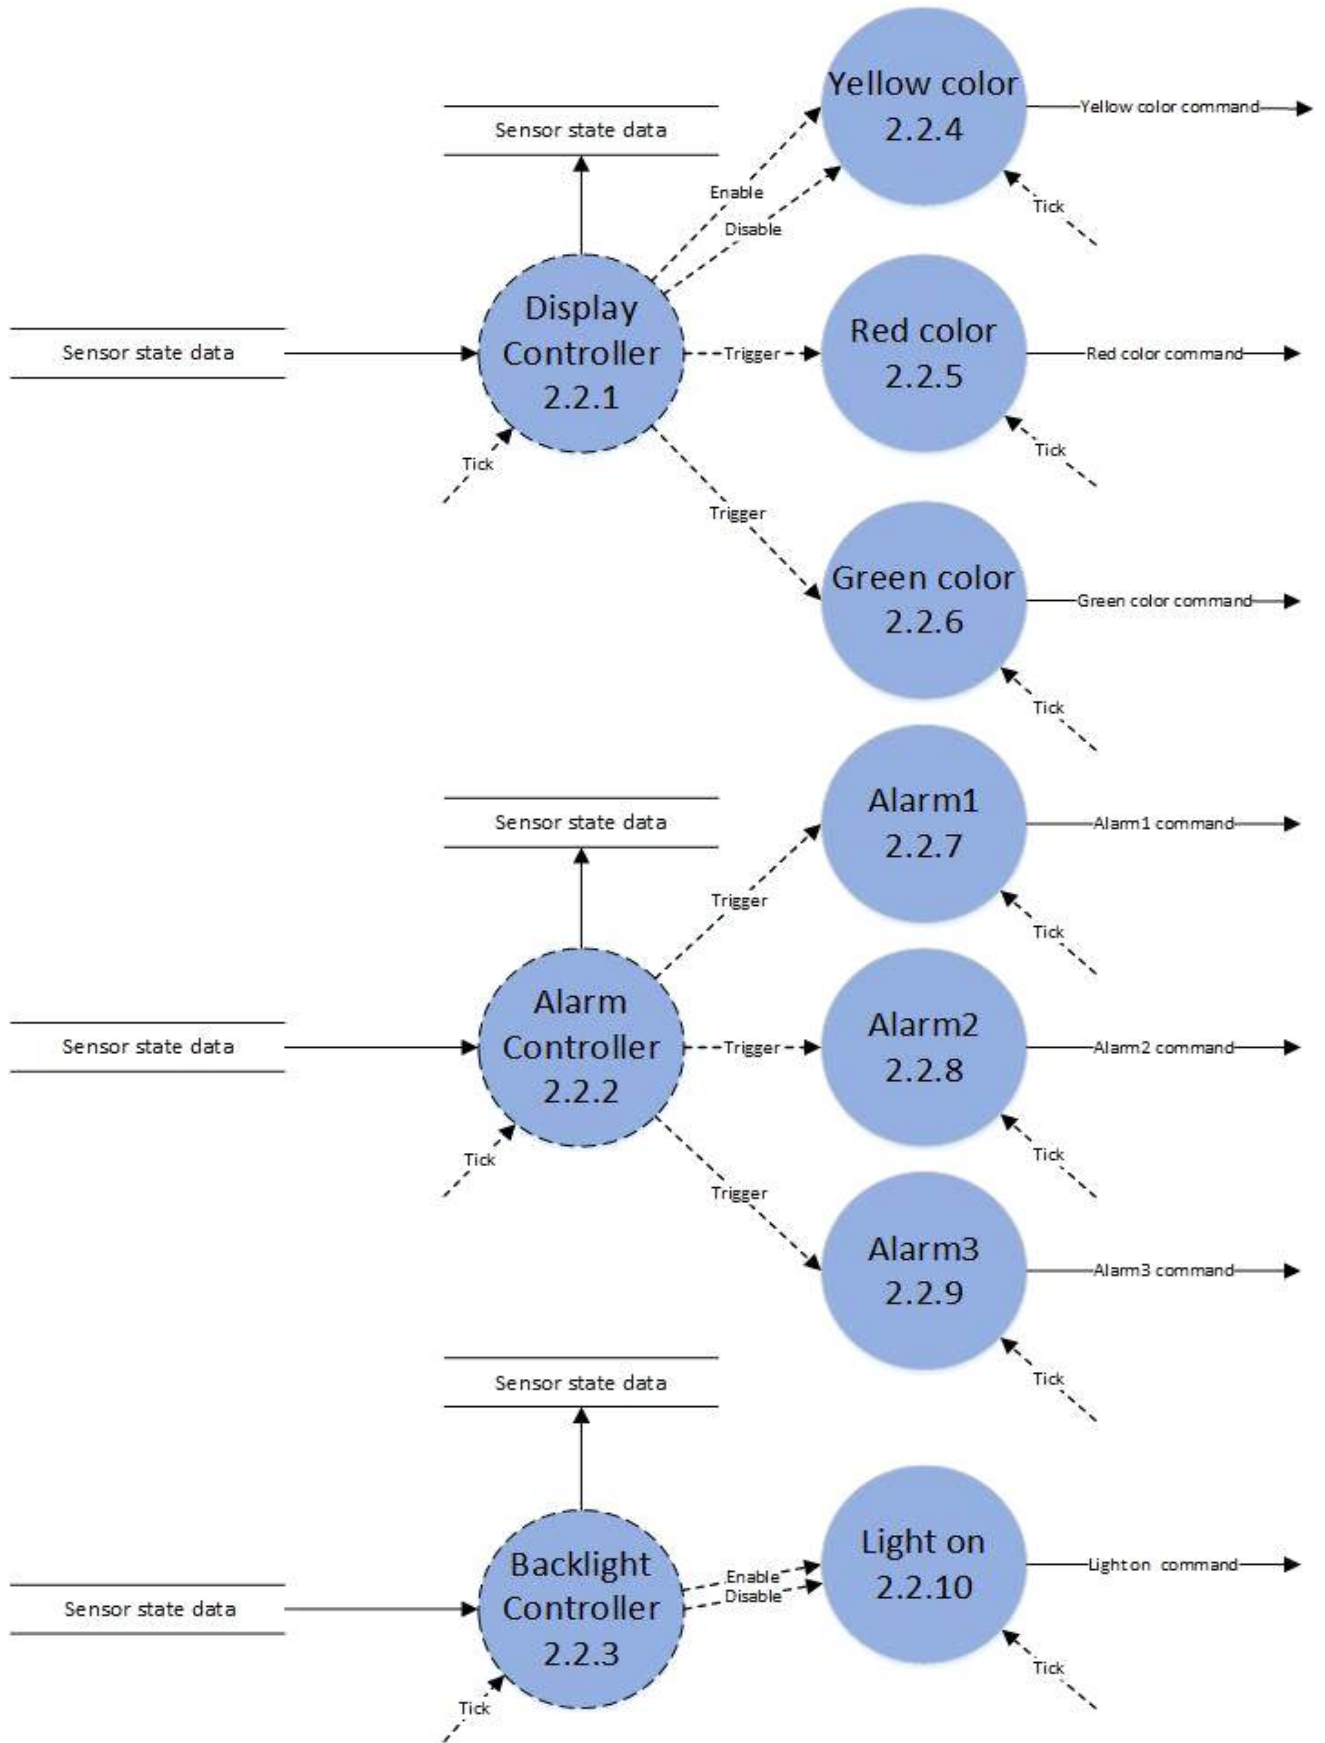 Yellow color
2.2.4
Yellow color command
Sensor state data
Enable
Disable
Tick
Display
Controller
2.2.1
Sensor state data
Trigger
Red color
2.2.5
Red color command
Tick
Tick
Trigger
Green color
2.2.6
Green color command
Tick
Alarm1
2.2.7
Alarm1 command
Sensor state data
Trigger
Tick
Alarm
Controller
2.2.2
Sensor state data
Trigger
Alarm2
2.2.8
Alarm2 command
Tick
Tick
Trigger
Alarm3
2.2.9
Alarm3 command
Tick
Sensor state data
Backlight
Controller
2.2.3
Sensor state data
Enable
Disable
Light on
2.2.10
Light on  command
Tick
Tick